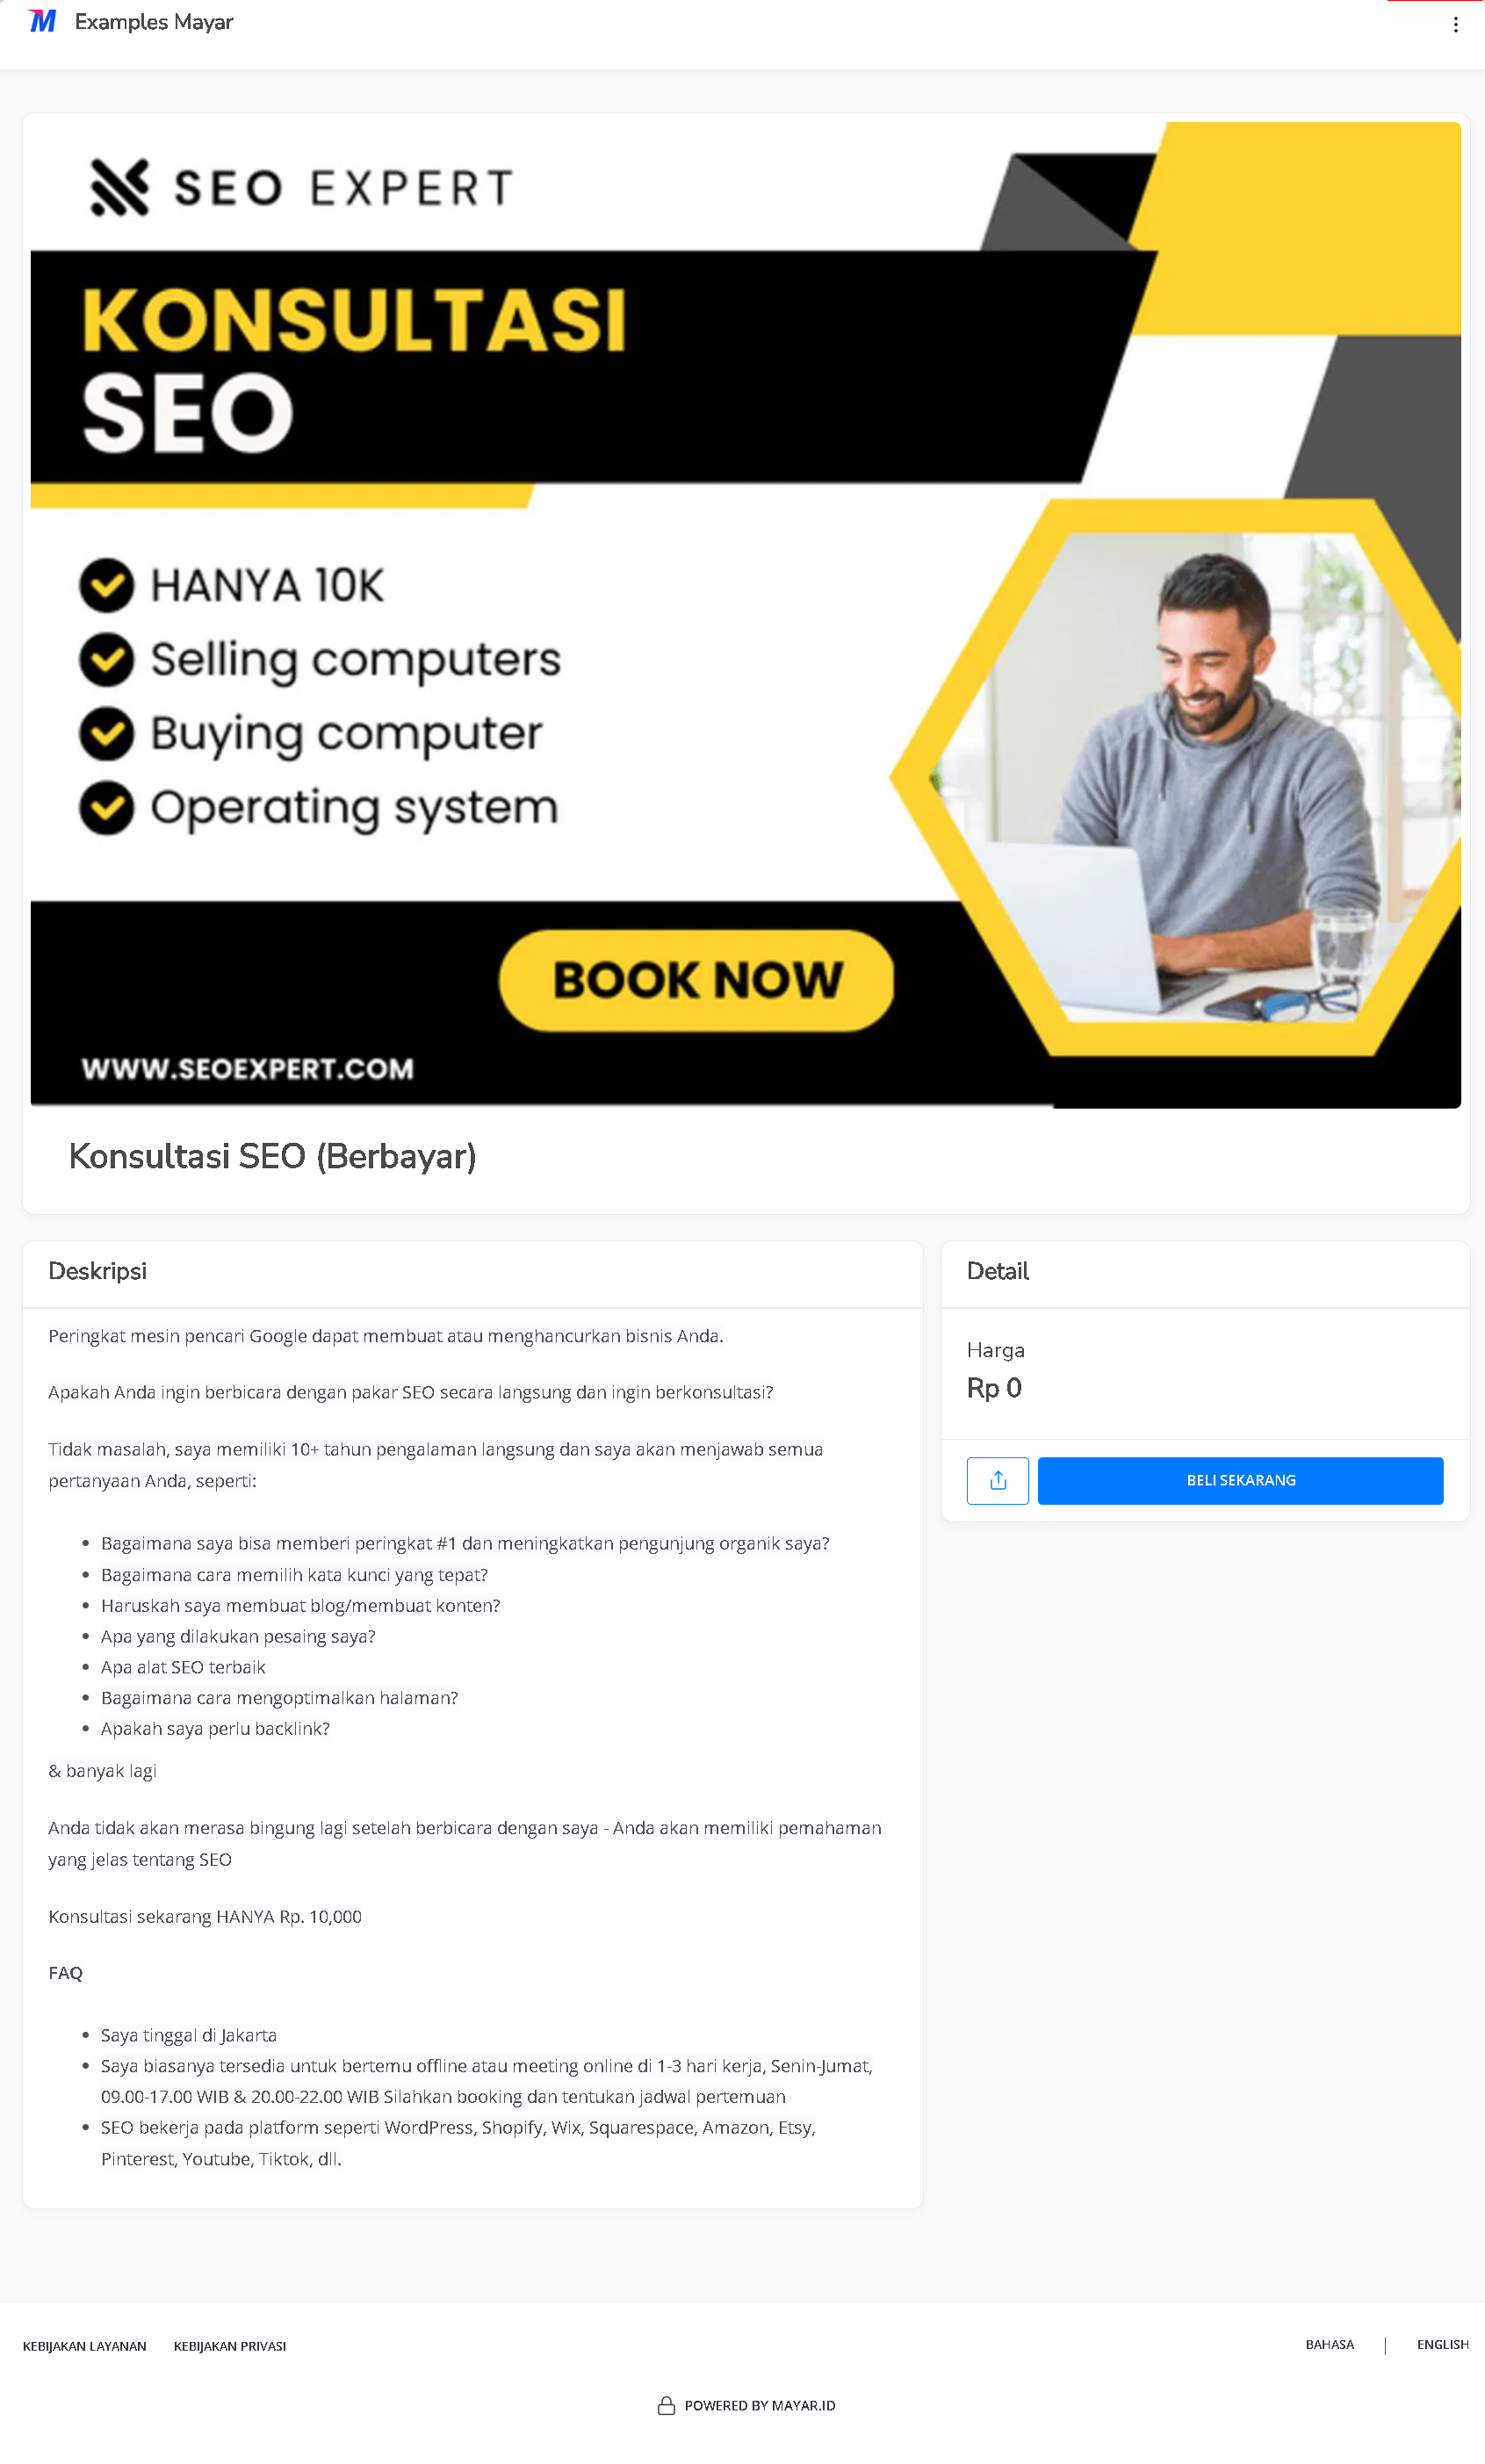 Examples Mayar
SEO EXPERT
KONSULTASI
SEO
HANYA 10K
Selling computers
Buying computer
Operating system
BOOK NOW
WWW.SEOEXPERT.COM
Konsultasi SEO (Berbayar)
Deskripsi
Peringkat mesin pencari Google dapat membuat atau menghancurkan bisnis Anda.
Apakah Anda ingin berbicara dengan pakar SEO secara langsung dan ingin berkonsultasi?
Tidak masalah, saya memiliki 10+ tahun pengalaman langsung dan saya akan menjawab semua
pertanyaan Anda, seperti:
Bagaimana saya bisa memberi peringkat #1 dan meningkatkan pengunjung organik saya?
Bagaimana cara memilih kata kunci yang tepat?
Haruskah saya membuat blog/membuat konten?
Apa yang dilakukan pesaing saya?
Apa alat SEO terbaik
Bagaimana cara mengoptimalkan halaman?
Apakah saya perlu backlink?
& banyak lagi
Anda tidak akan merasa bingung lagi setelah berbicara dengan saya - Anda akan memiliki pemahaman
yang jelas tentang SEO
Konsultasi sekarang HANYA Rp. 10,000
FAQ
Saya tinggal di Jakarta
Saya biasanya tersedia untuk bertemu offline atau meeting online di 1-3 hari kerja, Senin-Jumat,
09.00-17.00 WIB & 20.00-22.00 WIB Silahkan booking dan tentukan jadwal pertemuan
SEO bekerja pada platform seperti WordPress, Shopify, Wix, Squarespace, Amazon, Etsy,
Pinterest, Youtube, Tiktok, dll.
Detail
Harga
Rp 0
BELI SEKARANG
KEBIJAKAN LAYANAN KEBIJAKAN PRIVASI
BAHASA | ENGLISH
POWERED BY MAYAR.ID